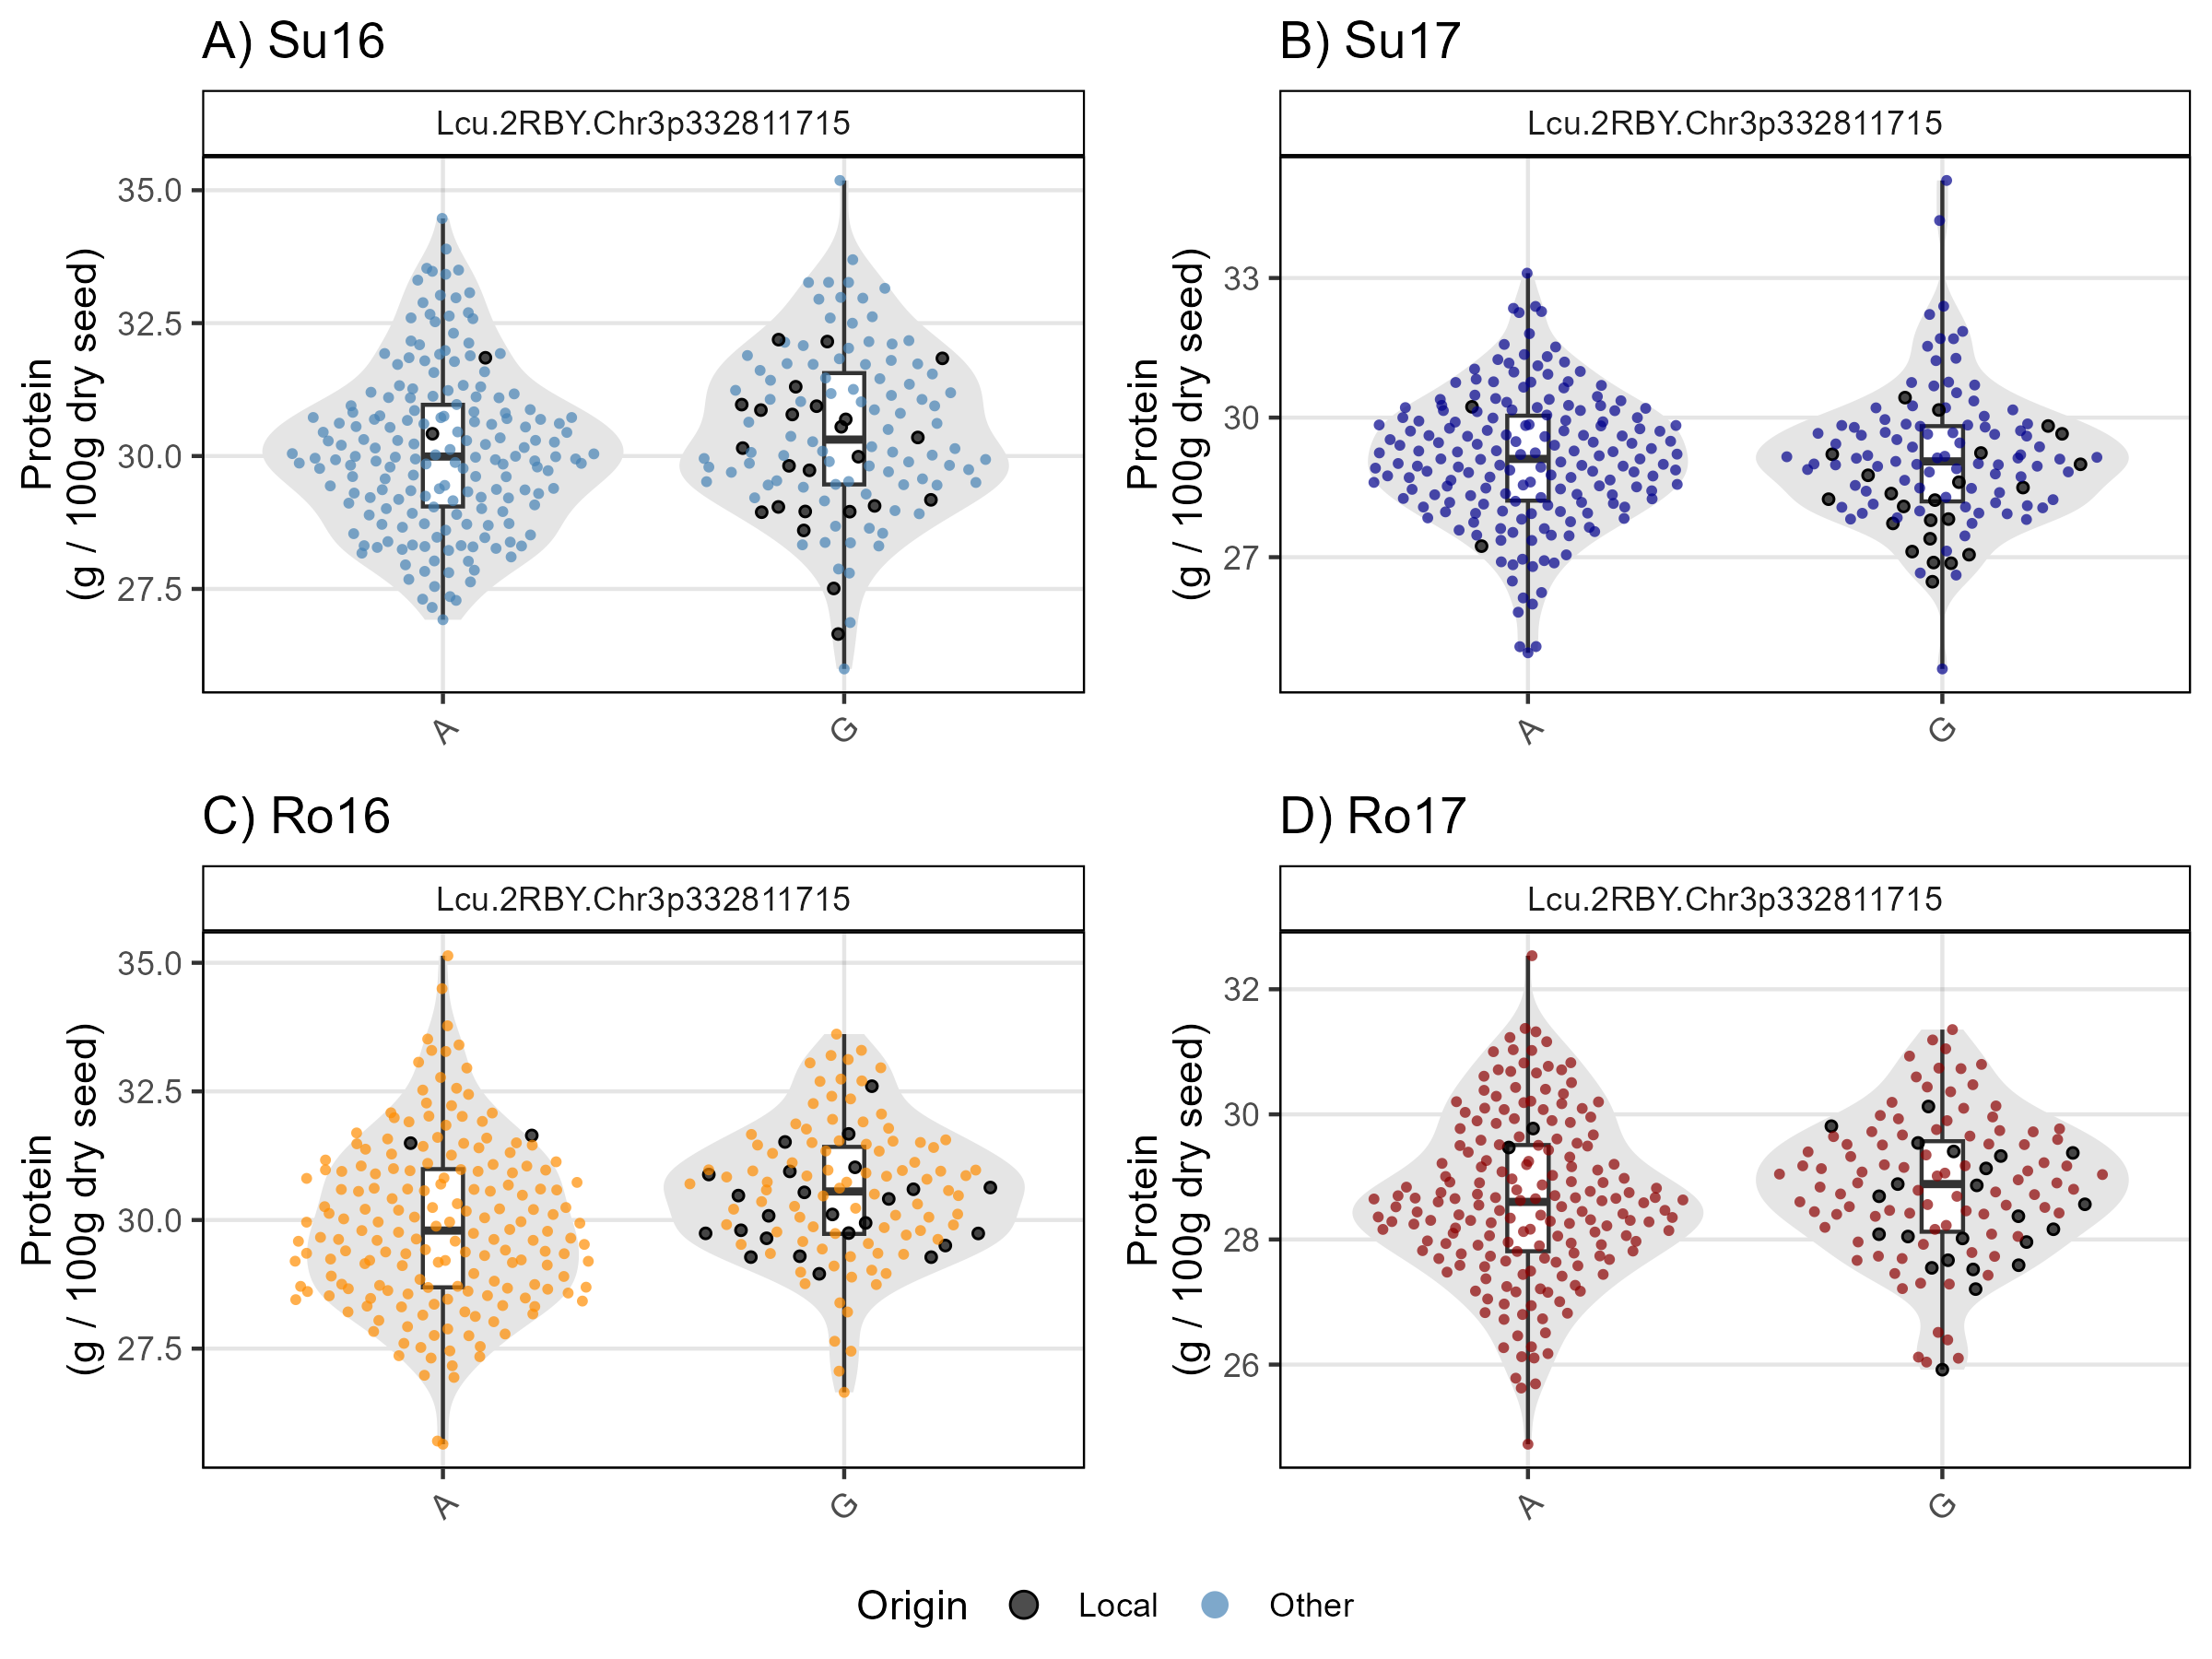 A) Su16
Lcu.2RBY.Chr3p332811715
Protein
(g / 100g dry seed)
35.0
32.5
30.0
27.5
A
G
B) Su17
Lcu.2RBY.Chr3p332811715
Protein
(g / 100g dry seed)
33
30
27
A
G
C) Ro16
Lcu.2RBY.Chr3p332811715
Protein
(g / 100g dry seed)
35.0
32.5
30.0
27.5
A
G
D) Ro17
Lcu.2RBY.Chr3p332811715
Protein
(g / 100g dry seed)
32
30
28
26
A
G
Origin Local Other